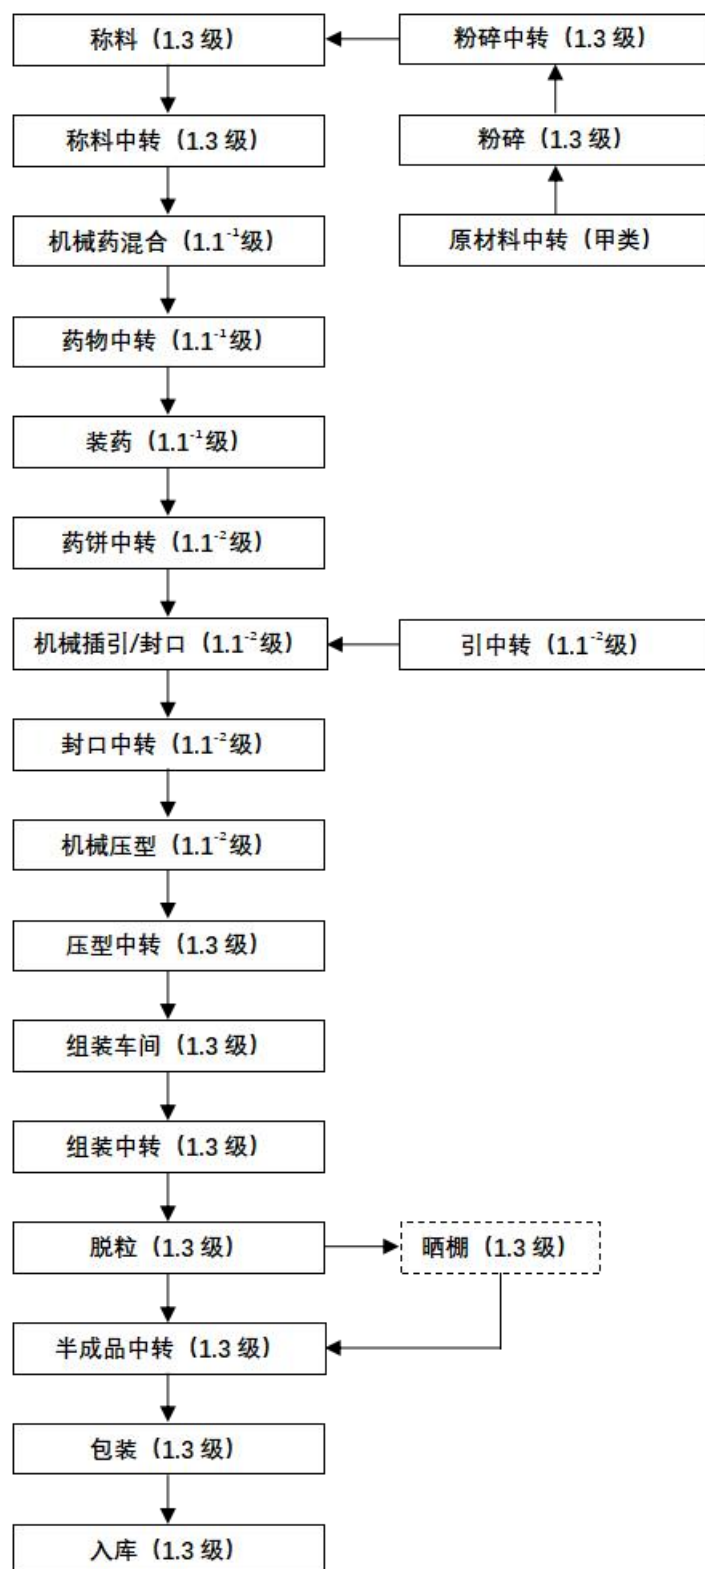 称料（1.3 级）
粉碎中转（1.3 级）
称料中转（1.3 级）
粉碎（1.3 级）
机械药混合（1.1⁻¹级）
原材料中转（甲类）
药物中转（1.1⁻¹级）
装药（1.1⁻¹级）
药饼中转（1.1⁻²级）
机械插引/封口（1.1⁻²级）
引中转（1.1⁻²级）
封口中转（1.1⁻²级）
机械压型（1.1⁻²级）
压型中转（1.3 级）
组装车间（1.3 级）
组装中转（1.3 级）
脱粒（1.3 级）
晒棚（1.3 级）
半成品中转（1.3 级）
包装（1.3 级）
入库（1.3 级）